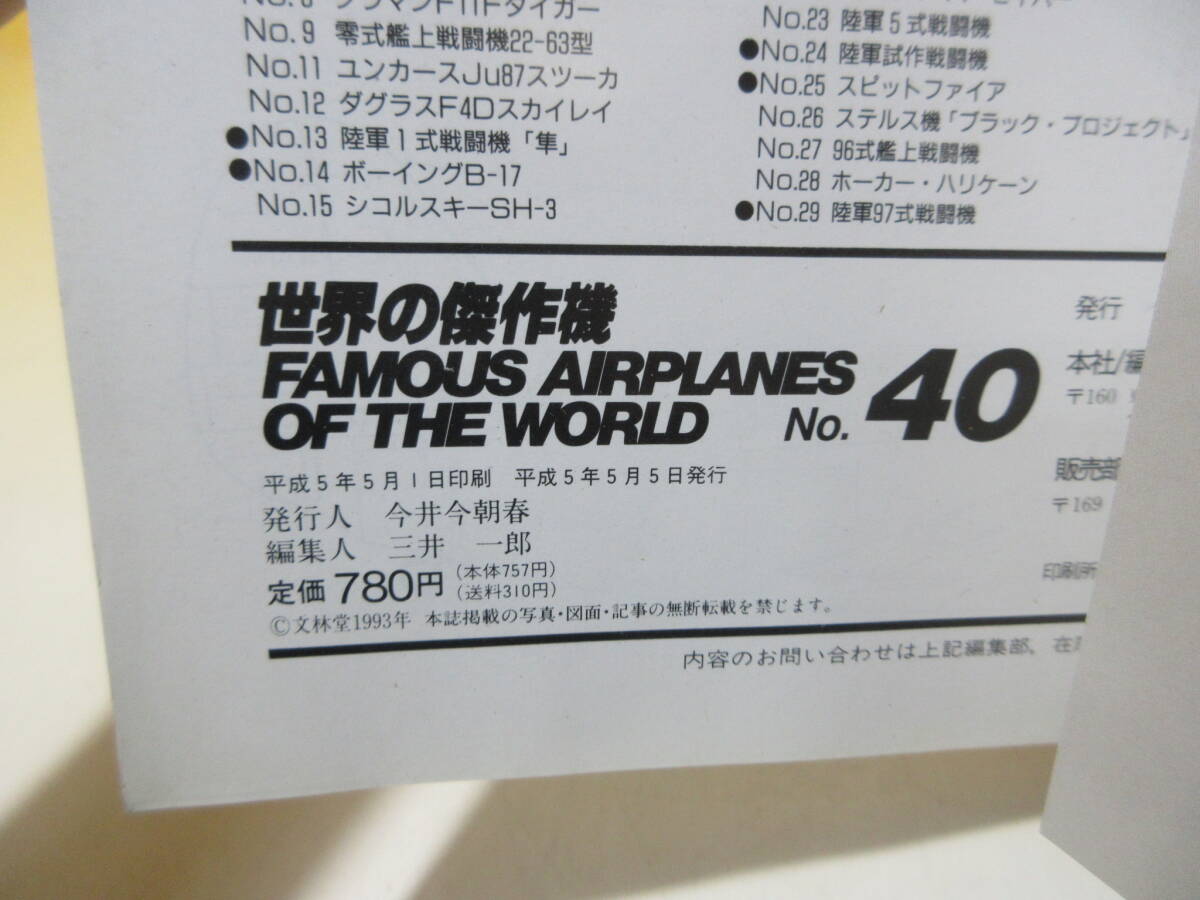 No.9 零式艦上戦闘機22-63型
No.11 ユンカースJu87スツーカ
No.12 ダグラスF4Dスカイレイ
●No.13 陸軍1式戦闘機「隼」
●No.14 ボーイングB-17
No.15 シコルスキーSH-3
No.23 陸軍5式戦闘機
●No.24 陸軍試作戦闘機
●No.25 スピットファイア
No.26 ステルス機「ブラック・プロジェクト」
No.27 96式艦上戦闘機
No.28 ホーカー・ハリケーン
●No.29 陸軍97式戦闘機
世界の傑作機
FAMOUS AIRPLANES
OF THE WORLD No. 40
平成5年5月1日印刷 平成5年5月5日発行
発行人 今井今朝春
編集人 三井 一郎
定価 780円 (本体757円)
(送料310円)
©文林堂1993年 本誌掲載の写真・図面・記事の無断転載を禁じます。
発行
本社/編
〒160
販売部
〒169
印刷所
内容のお問い合わせは上記編集部、在